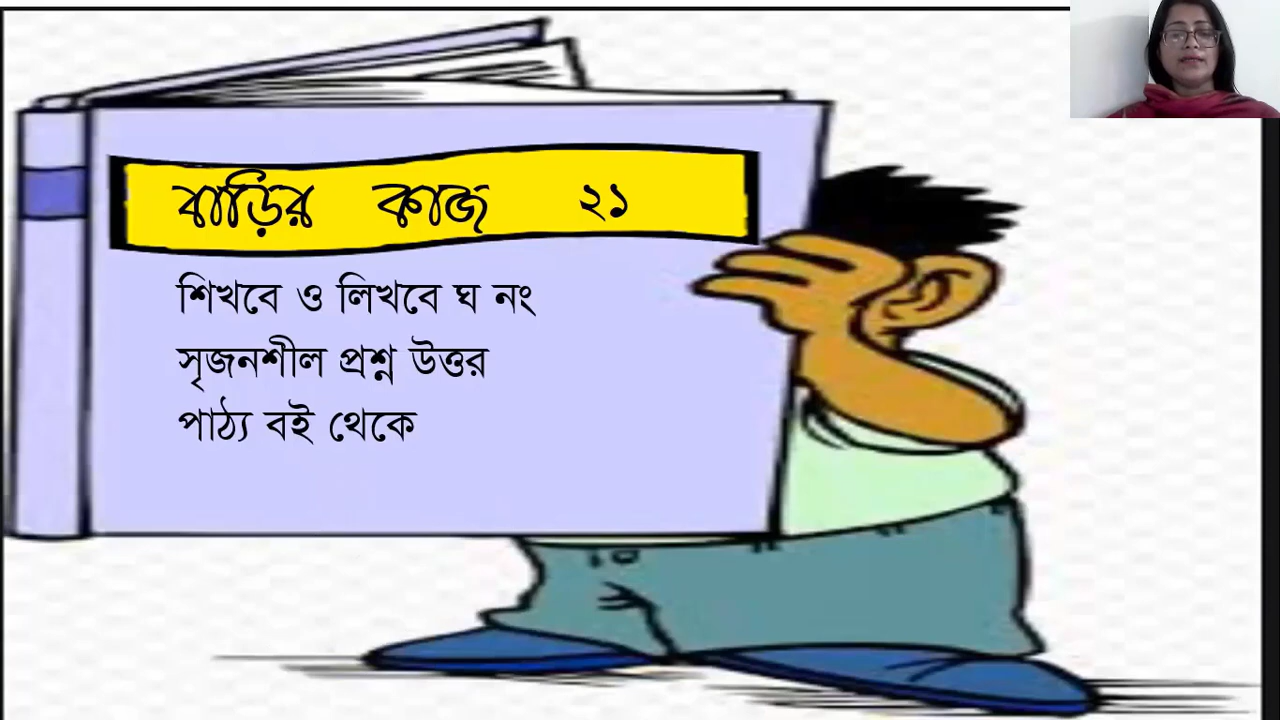 বাড়ির কাজ ২১
শিখবে ও লিখবে ঘ নং
সৃজনশীল প্রশ্ন উত্তর
পাঠ্য বই থেকে